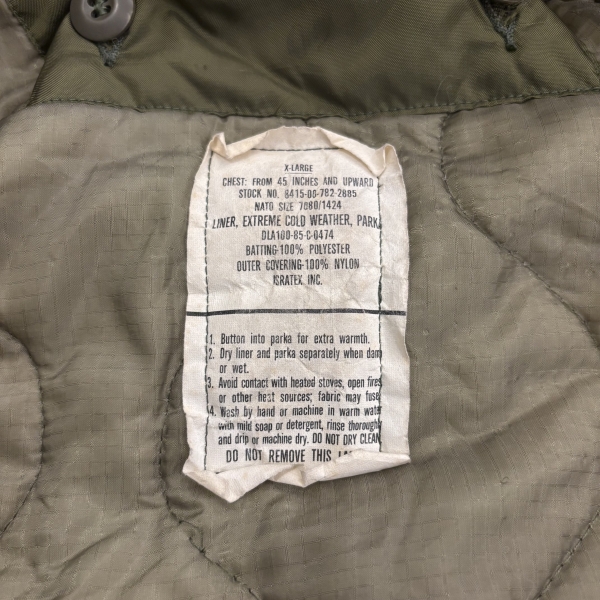 X-LARGE
CHEST: FROM 45 INCHES AND UPWARD
STOCK NO. 8415-00-782-2885
NATO SIZE 7080/1424
LINER, EXTREME COLD WEATHER, PARK
DLA100-85-C-0474
BATTING-100% POLYESTER
OUTER COVERING-100% NYLON
ISRATEX INC.
1. Button into parka for extra warmth.
2. Dry liner and parka separately when dam
or wet.
3. Avoid contact with heated stoves, open fires
or other heat sources; fabric may fuse
4. Wash by hand or machine in warm water
with mild soap or detergent, rinse thorough
and drip or machine dry. DO NOT DRY CLEAN
DO NOT REMOVE THIS